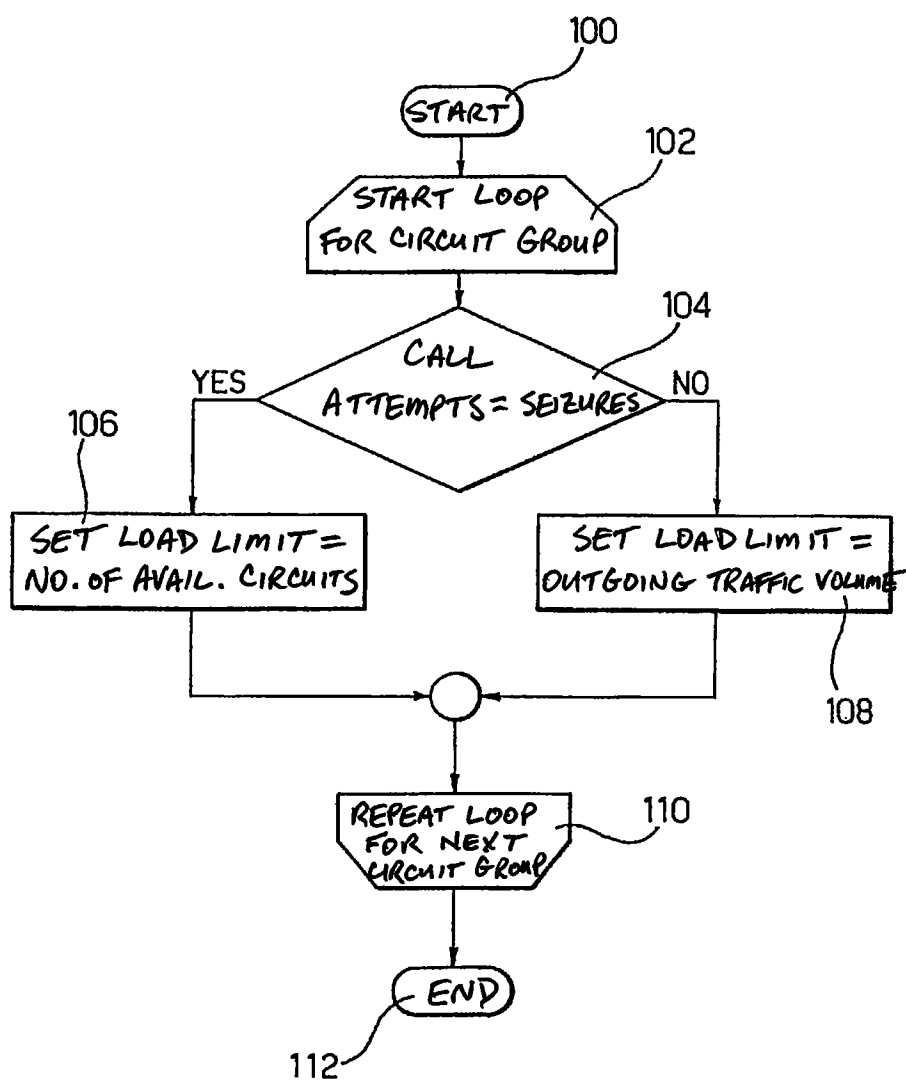 100
START
102
START LOOP
FOR CIRCUIT GROUP
104
CALL
ATTEMPTS = SEIZURES
YES
NO
106
SET LOAD LIMIT =
NO. OF AVAIL. CIRCUITS
SET LOAD LIMIT =
OUTGOING TRAFFIC VOLUME
108
REPEAT LOOP
FOR NEXT
CIRCUIT GROUP
110
END
112